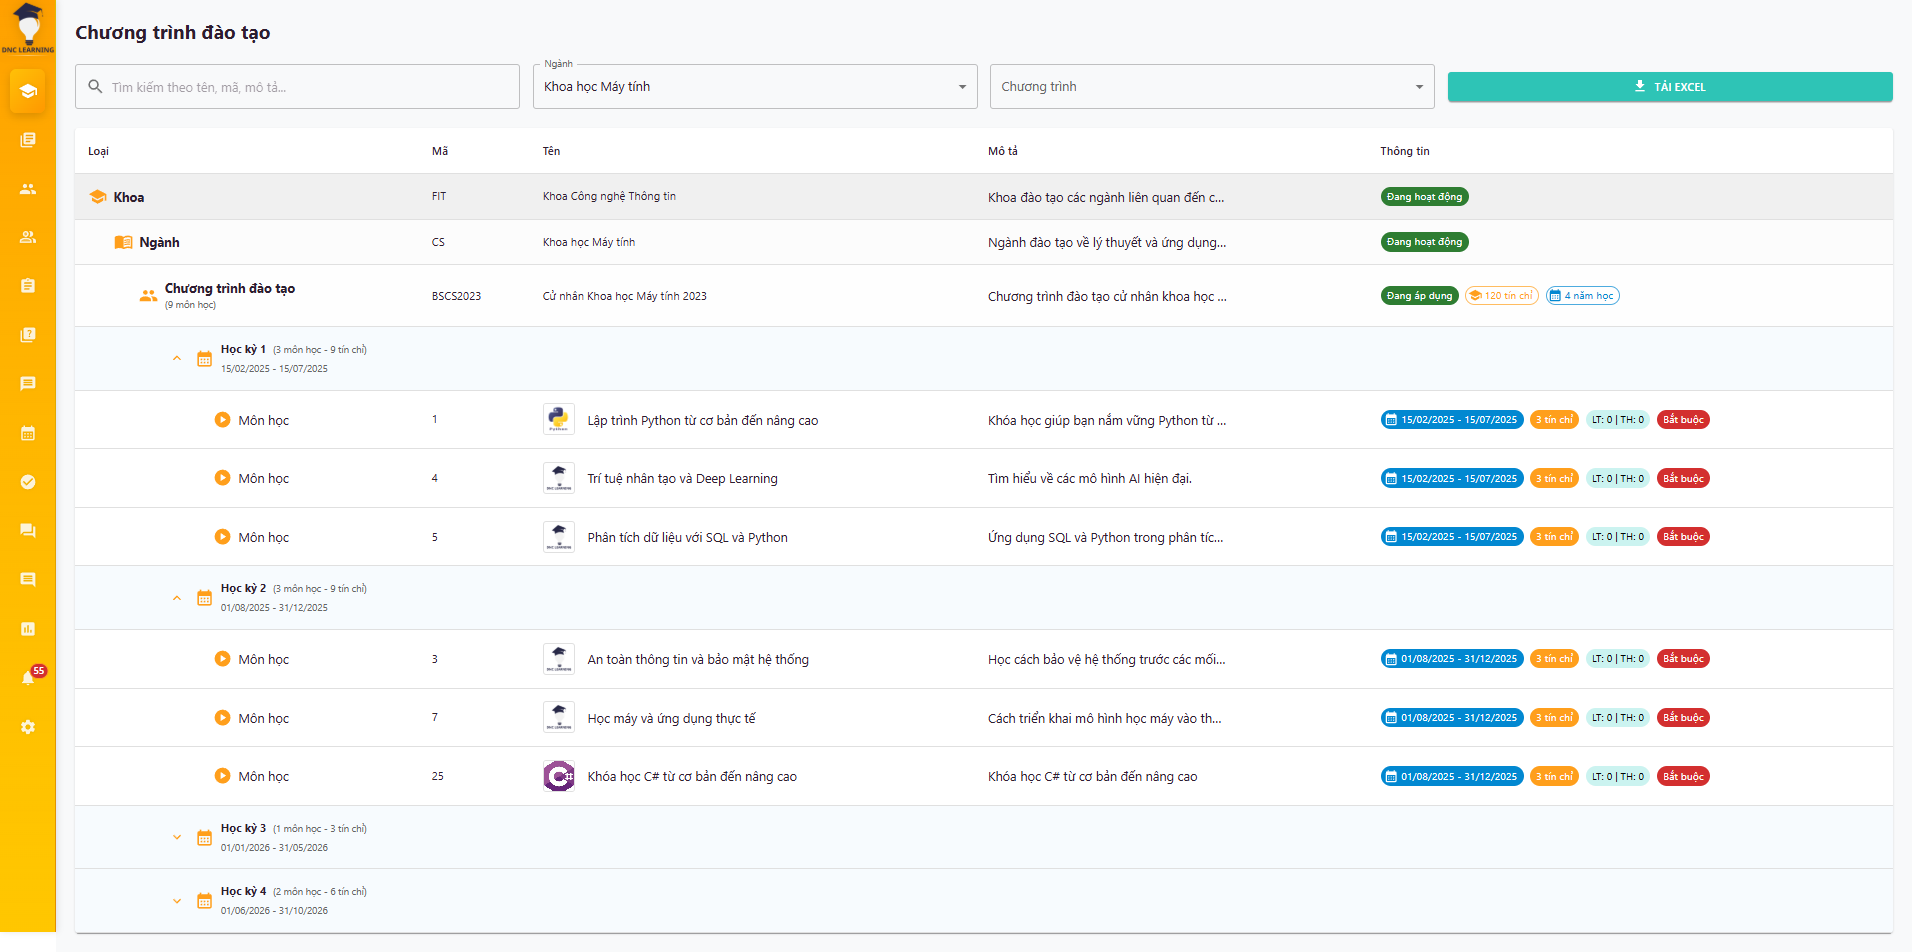 DNC LEARNING
Chương trình đào tạo
Tìm kiếm theo tên, mã, mô tả...
Ngành
Khoa học Máy tính
Chương trình
TẢI EXCEL
Loại Mã Tên Mô tả Thông tin
Khoa FIT Khoa Công nghệ Thông tin Khoa đào tạo các ngành liên quan đến c... Đang hoạt động
Ngành CS Khoa học Máy tính Ngành đào tạo về lý thuyết và ứng dụng... Đang hoạt động
Chương trình đào tạo BSCS2023 Cử nhân Khoa học Máy tính 2023 Chương trình đào tạo cử nhân khoa học ... Đang áp dụng 120 tín chỉ 4 năm học
(9 môn học)
Học kỳ 1 (3 môn học - 9 tín chỉ)
15/02/2025 - 15/07/2025
Môn học 1 Python Lập trình Python từ cơ bản đến nâng cao Khóa học giúp bạn nắm vững Python từ ... 15/02/2025 - 15/07/2025 3 tín chỉ LT: 0 | TH: 0 Bắt buộc
Môn học 4 DNC LEARNING Trí tuệ nhân tạo và Deep Learning Tìm hiểu về các mô hình AI hiện đại. 15/02/2025 - 15/07/2025 3 tín chỉ LT: 0 | TH: 0 Bắt buộc
Môn học 5 DNC LEARNING Phân tích dữ liệu với SQL và Python Ứng dụng SQL và Python trong phân tíc... 15/02/2025 - 15/07/2025 3 tín chỉ LT: 0 | TH: 0 Bắt buộc
Học kỳ 2 (3 môn học - 9 tín chỉ)
01/08/2025 - 31/12/2025
Môn học 3 DNC LEARNING An toàn thông tin và bảo mật hệ thống Học cách bảo vệ hệ thống trước các mối... 01/08/2025 - 31/12/2025 3 tín chỉ LT: 0 | TH: 0 Bắt buộc
Môn học 7 DNC LEARNING Học máy và ứng dụng thực tế Cách triển khai mô hình học máy vào th... 01/08/2025 - 31/12/2025 3 tín chỉ LT: 0 | TH: 0 Bắt buộc
Môn học 25 C# Khóa học C# từ cơ bản đến nâng cao Khóa học C# từ cơ bản đến nâng cao 01/08/2025 - 31/12/2025 3 tín chỉ LT: 0 | TH: 0 Bắt buộc
Học kỳ 3 (1 môn học - 3 tín chỉ)
01/01/2026 - 31/05/2026
Học kỳ 4 (2 môn học - 6 tín chỉ)
01/06/2026 - 31/10/2026
55